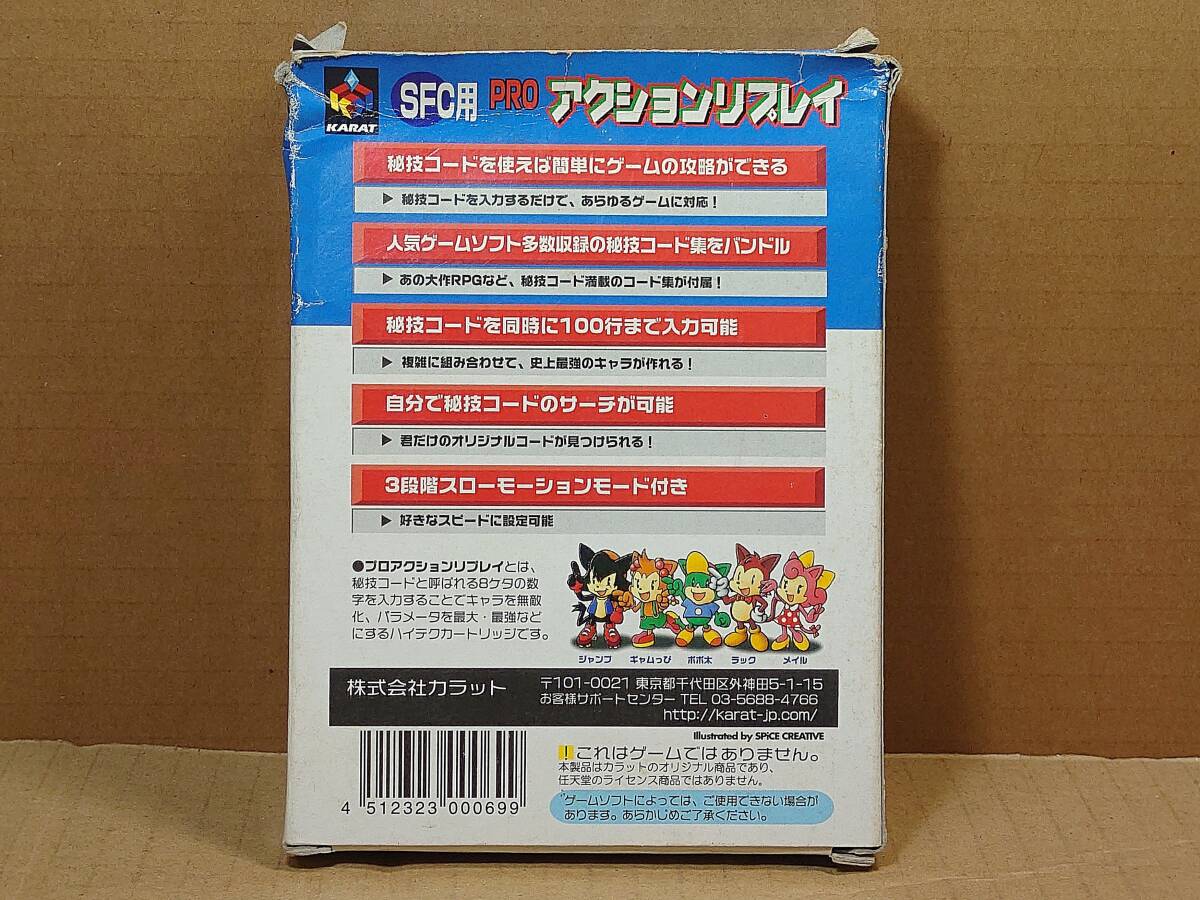 KARAT
SFC用 PRO アクションリプレイ
秘技コードを使えば簡単にゲームの攻略ができる
▶ 秘技コードを入力するだけで、あらゆるゲームに対応！
人気ゲームソフト多数収録の秘技コード集をバンドル
▶ あの大作RPGなど、秘技コード満載のコード集が付属！
秘技コードを同時に100行まで入力可能
▶ 複雑に組み合わせて、史上最強のキャラが作れる！
自分で秘技コードのサーチが可能
▶ 君だけのオリジナルコードが見つけられる！
3段階スローモーションモード付き
▶ 好きなスピードに設定可能
●プロアクションリプレイとは、
秘技コードと呼ばれる8ケタの数
字を入力することでキャラを無敵
化、パラメータを最大・最強など
にするハイテクカートリッジです。
ジャンプ キャムっぴ ポポ太 ラック メイル
株式会社カラット
〒101-0021 東京都千代田区外神田5-1-15
お客様サポートセンター TEL 03-5688-4766
http://karat-jp.com/
Illustrated by SPiCE CREATIVE
！これはゲームではありません。
本製品はカラットのオリジナル商品であり、
任天堂のライセンス商品ではありません。
4 512323 000699
ゲームソフトによっては、ご使用できない場合が
あります。あらかじめご了承ください。